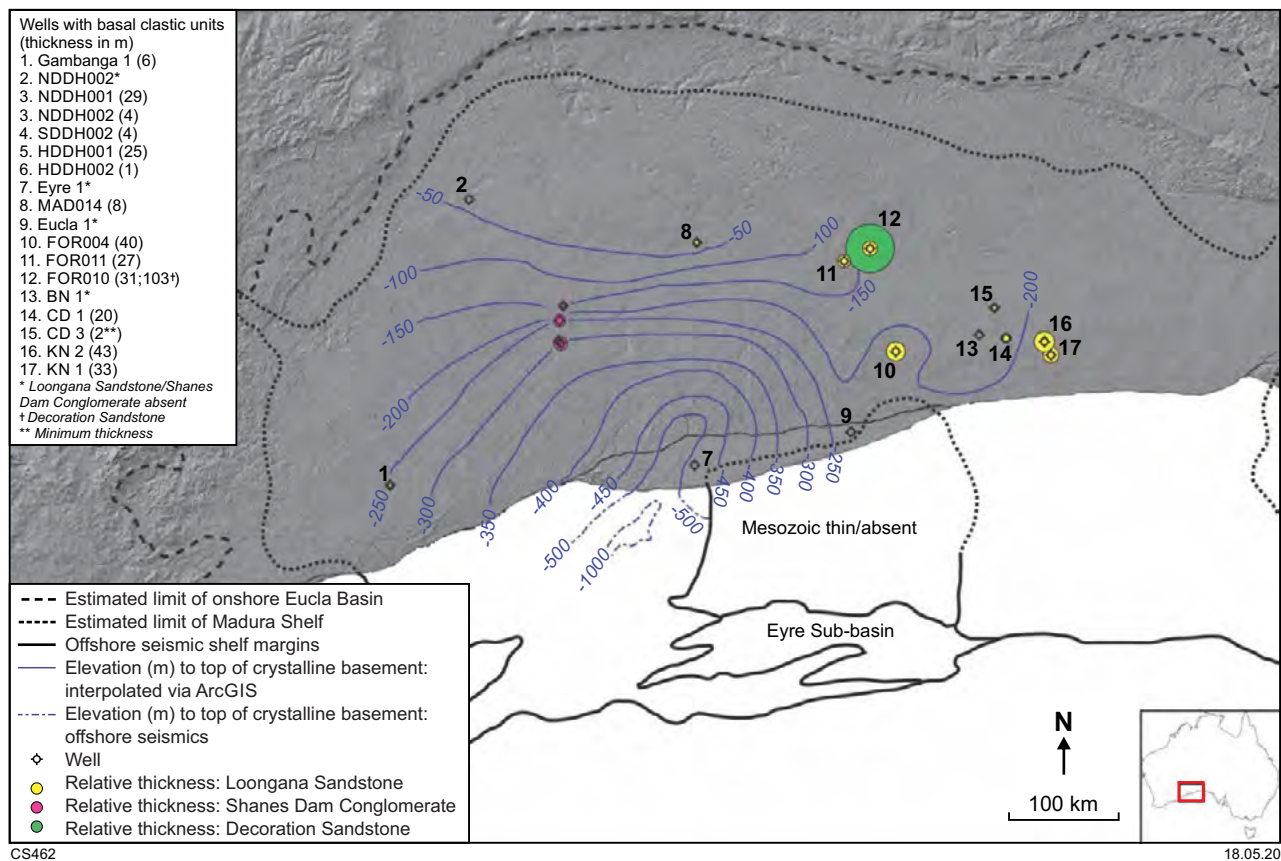 Wells with basal clastic units
(thickness in m)
1. Gambanga 1 (6)
2. NDDH002*
3. NDDH001 (29)
3. NDDH002 (4)
4. SDDH002 (4)
5. HDDH001 (25)
6. HDDH002 (1)
7. Eyre 1*
8. MAD014 (8)
9. Eucla 1*
10. FOR004 (40)
11. FOR011 (27)
12. FOR010 (31;103†)
13. BN 1*
14. CD 1 (20)
15. CD 3 (2**)
16. KN 2 (43)
17. KN 1 (33)
* Loongana Sandstone/Shanes
Dam Conglomerate absent
† Decoration Sandstone
** Minimum thickness
2
-50
8
-50
-100
12
11
-100
-150
15
-200
-150
16
13
14
17
10
-200
9
1
7
-250
-300
-350
-400
-450
-500
-1000
-500
450
400
350
300
250
Mesozoic thin/absent
Eyre Sub-basin
Estimated limit of onshore Eucla Basin
Estimated limit of Madura Shelf
Offshore seismic shelf margins
Elevation (m) to top of crystalline basement:
interpolated via ArcGIS
Elevation (m) to top of crystalline basement:
offshore seismics
Well
Relative thickness: Loongana Sandstone
Relative thickness: Shanes Dam Conglomerate
Relative thickness: Decoration Sandstone
N
100 km
CS462
18.05.20